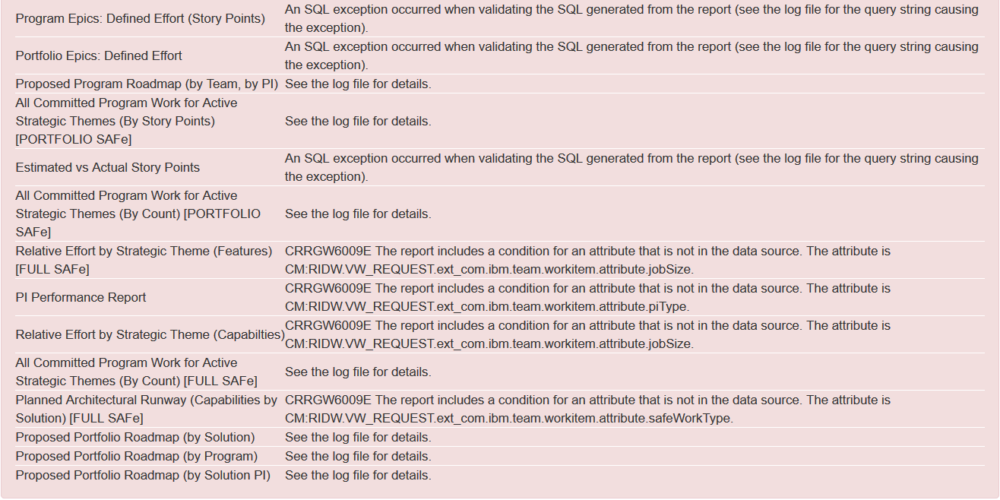 Program Epics: Defined Effort (Story Points)
An SQL exception occurred when validating the SQL generated from the report (see the log file for the query string causing
the exception).
Portfolio Epics: Defined Effort
An SQL exception occurred when validating the SQL generated from the report (see the log file for the query string causing
the exception).
Proposed Program Roadmap (by Team, by PI)
See the log file for details.
All Committed Program Work for Active
Strategic Themes (By Story Points)
[PORTFOLIO SAFe]
See the log file for details.
Estimated vs Actual Story Points
An SQL exception occurred when validating the SQL generated from the report (see the log file for the query string causing
the exception).
All Committed Program Work for Active
Strategic Themes (By Count) [PORTFOLIO
SAFe]
See the log file for details.
Relative Effort by Strategic Theme (Features)
[FULL SAFe]
CRRGW6009E The report includes a condition for an attribute that is not in the data source. The attribute is
CM:RIDW.VW_REQUEST.ext_com.ibm.team.workitem.attribute.jobSize.
PI Performance Report
CRRGW6009E The report includes a condition for an attribute that is not in the data source. The attribute is
CM:RIDW.VW_REQUEST.ext_com.ibm.team.workitem.attribute.piType.
Relative Effort by Strategic Theme (Capabilties)
CRRGW6009E The report includes a condition for an attribute that is not in the data source. The attribute is
CM:RIDW.VW_REQUEST.ext_com.ibm.team.workitem.attribute.jobSize.
All Committed Program Work for Active
Strategic Themes (By Count) [FULL SAFe]
See the log file for details.
Planned Architectural Runway (Capabilities by
Solution) [FULL SAFe]
CRRGW6009E The report includes a condition for an attribute that is not in the data source. The attribute is
CM:RIDW.VW_REQUEST.ext_com.ibm.team.workitem.attribute.safeWorkType.
Proposed Portfolio Roadmap (by Solution)
See the log file for details.
Proposed Portfolio Roadmap (by Program)
See the log file for details.
Proposed Portfolio Roadmap (by Solution PI)
See the log file for details.